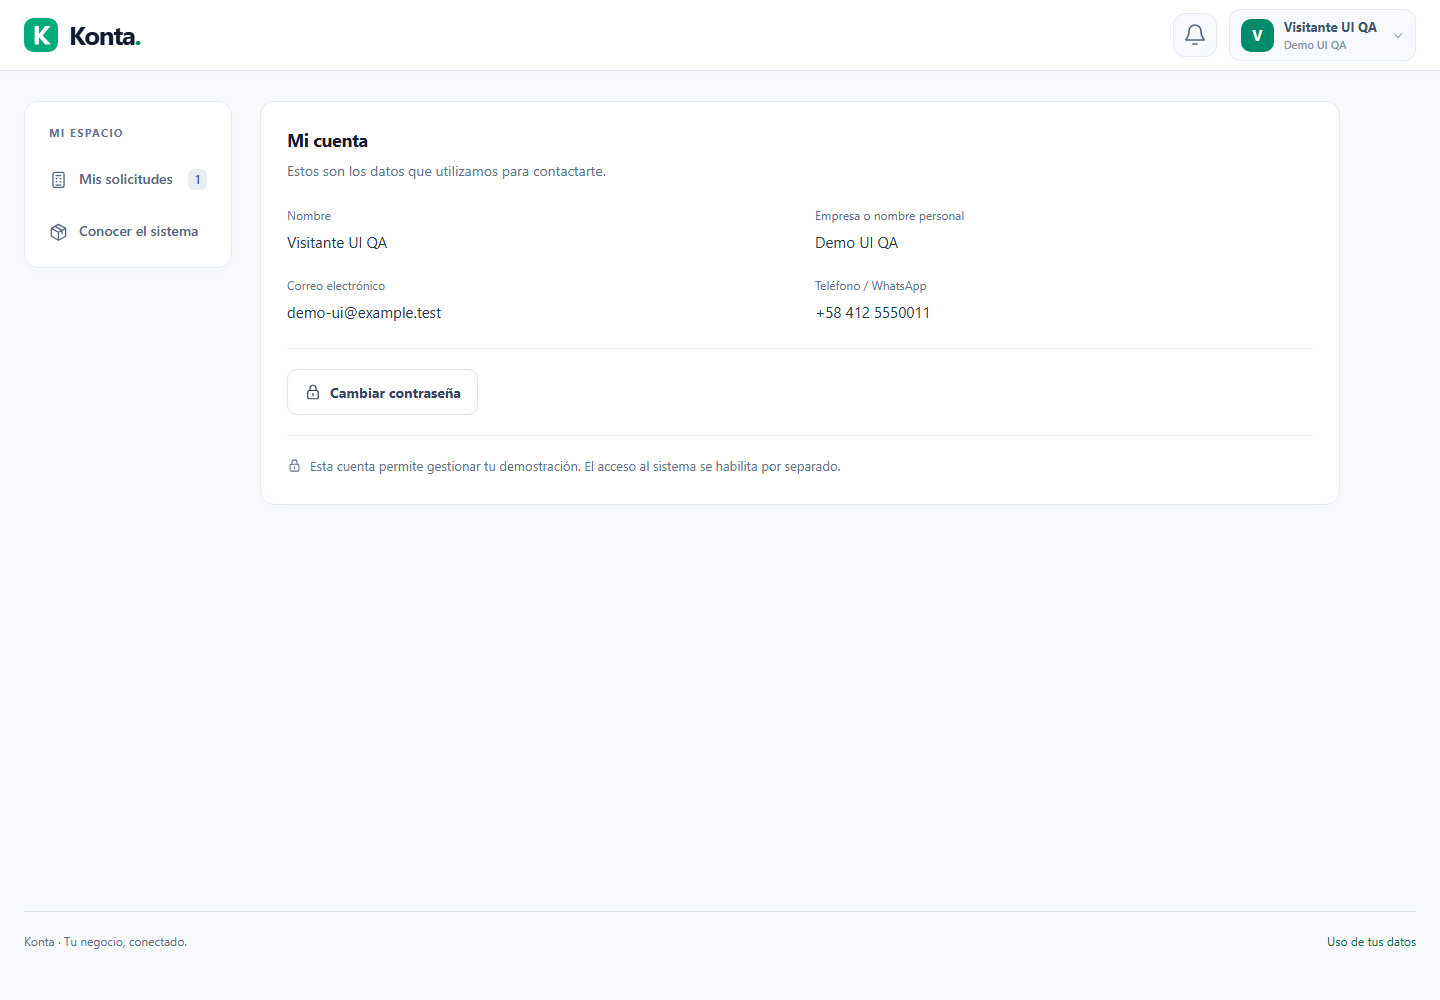 K Konta.
V
Visitante UI QA
Demo UI QA
MI ESPACIO
Mis solicitudes 1
Conocer el sistema
Mi cuenta
Estos son los datos que utilizamos para contactarte.
Nombre
Visitante UI QA
Empresa o nombre personal
Demo UI QA
Correo electrónico
demo-ui@example.test
Teléfono / WhatsApp
+58 412 5550011
Cambiar contraseña
Esta cuenta permite gestionar tu demostración. El acceso al sistema se habilita por separado.
Konta · Tu negocio, conectado.
Uso de tus datos